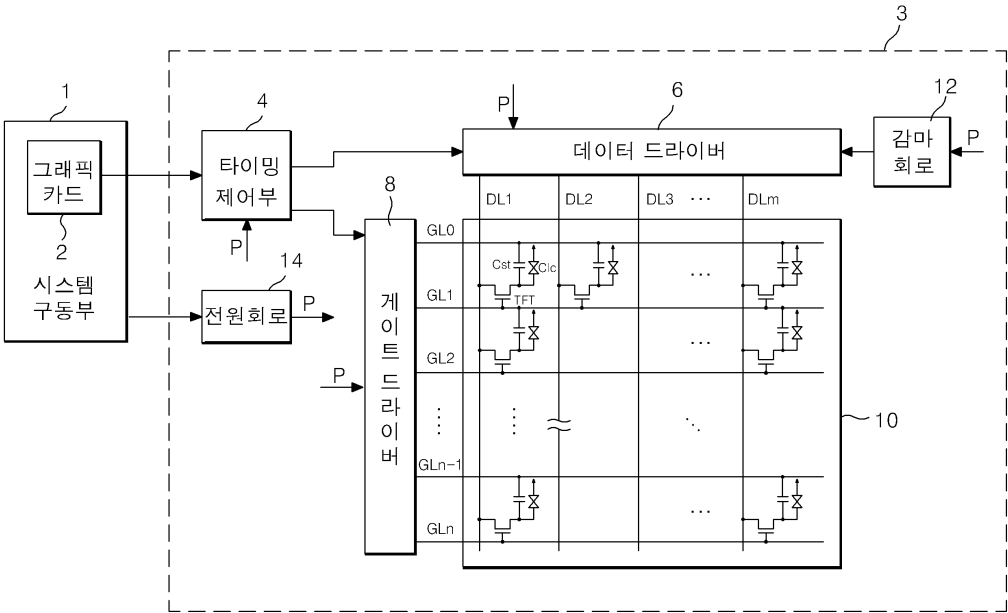 3
1
그래픽
카드
2
시스템
구동부
4
타이밍
제어부
P
14
전원회로
P
P
6
데이터 드라이버
12
감마
회로
P
8
게이트 드라이버
P
DL1 DL2 DL3 ··· DLm
GL0
Cst
Clc
TFT
···
GL1
···
GL2
GLn-1
···
GLn
10